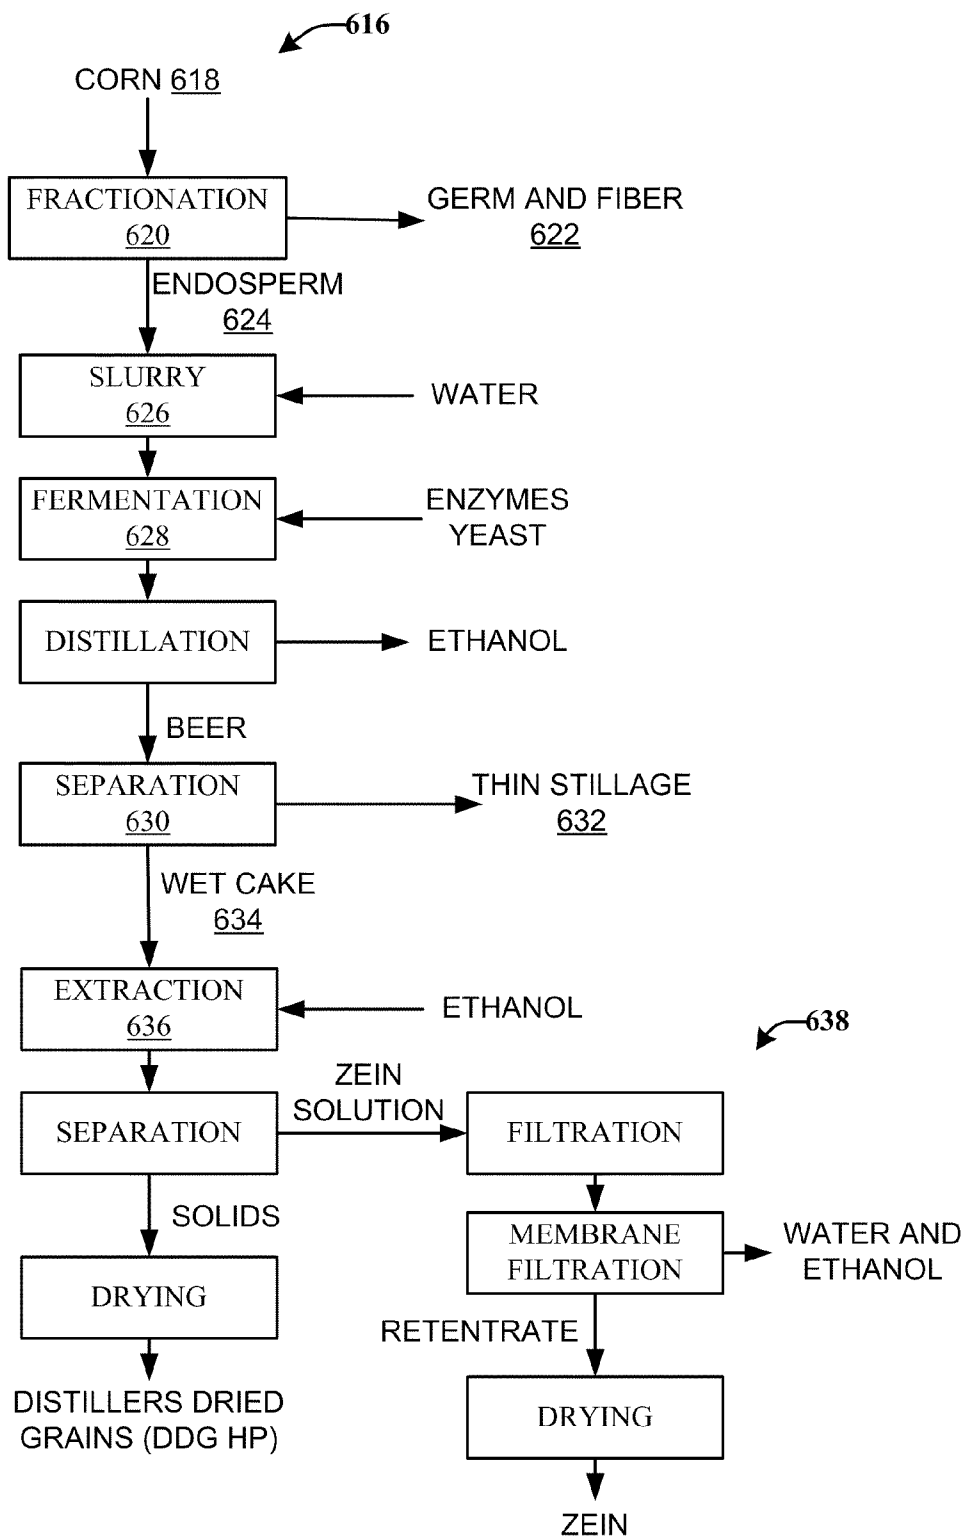 616
CORN 618
FRACTIONATION
620
GERM AND FIBER
622
ENDOSPERM
624
SLURRY
626
WATER
FERMENTATION
628
ENZYMES
YEAST
DISTILLATION
ETHANOL
BEER
SEPARATION
630
THIN STILLAGE
632
WET CAKE
634
EXTRACTION
636
ETHANOL
638
SEPARATION
ZEIN
SOLUTION
FILTRATION
SOLIDS
MEMBRANE
FILTRATION
WATER AND
ETHANOL
DRYING
RETENTRATE
DISTILLERS DRIED
GRAINS (DDG HP)
DRYING
ZEIN